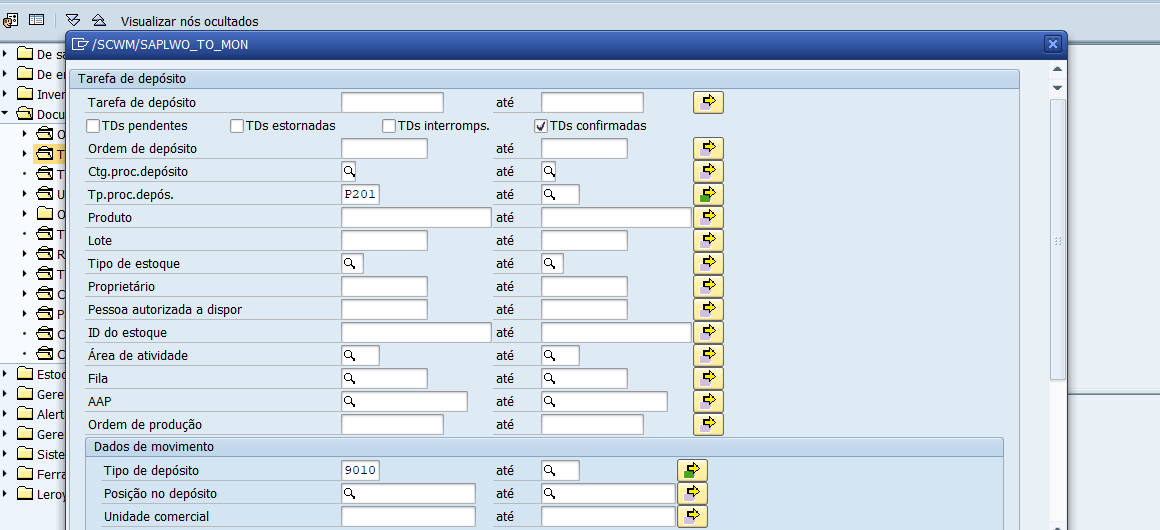 Visualizar nós ocultados
/SCWM/SAPLWO_TO_MON
De sa
De en
Inver
Docu
O
T
T
U
O
T
R
T
C
P
C
C
Estoc
Gere
Alert
Gere
Siste
Ferra
Leroy
Tarefa de depósito
Tarefa de depósito até
TDs pendentes TDs estornadas TDs interromps. TDs confirmadas
Ordem de depósito até
Ctg.proc.depósito até
Tp.proc.depós. P201 até
Produto até
Lote até
Tipo de estoque até
Proprietário até
Pessoa autorizada a dispor até
ID do estoque até
Área de atividade até
Fila até
AAP até
Ordem de produção até
Dados de movimento
Tipo de depósito 9010 até
Posição no depósito até
Unidade comercial até